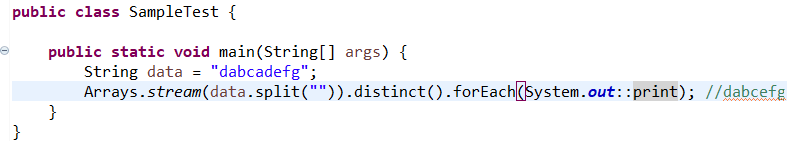 public class SampleTest {
public static void main(String[] args) {
String data = "dabcadefg";
Arrays.stream(data.split("")).distinct().forEach(System.out::print); //dabcefg
}
}